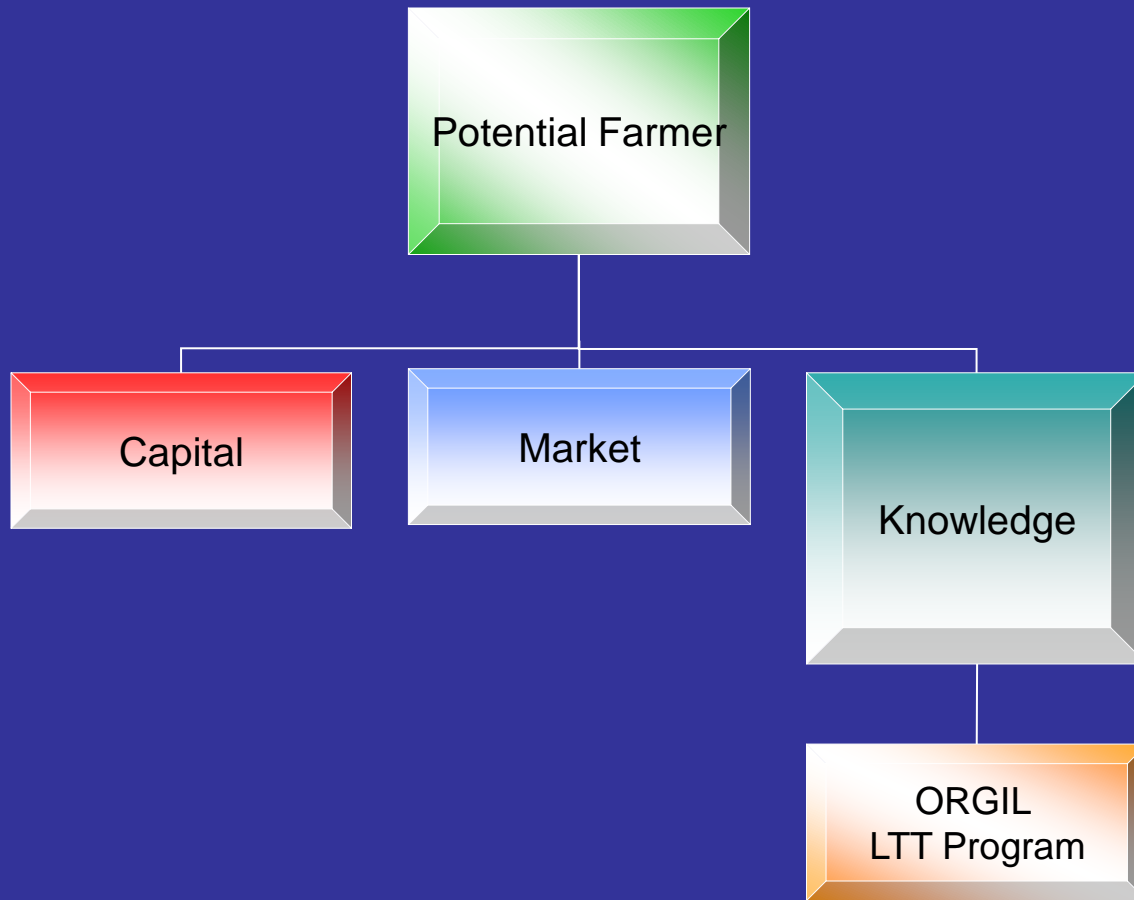 Potential Farmer
Capital
Market
Knowledge
ORGIL
LTT Program